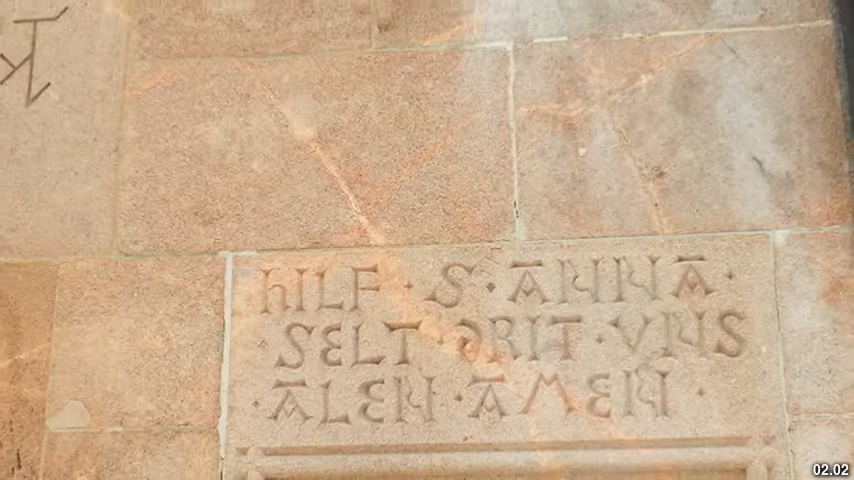 hILF · S · ANNA ·
· SELT · DRIT · VNS
· ALEN · AMEN ·
02.02